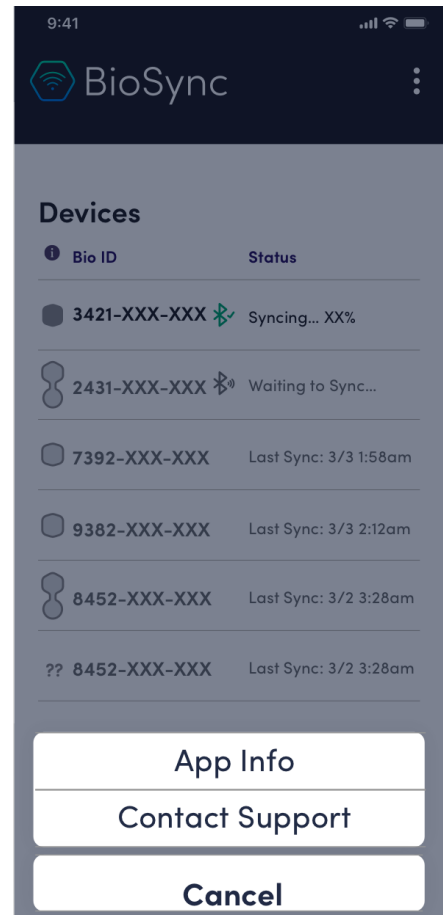 9:41
BioSync
Devices
Bio ID Status
3421-XXX-XXX Syncing... XX%
2431-XXX-XXX Waiting to Sync...
7392-XXX-XXX Last Sync: 3/3 1:58am
9382-XXX-XXX Last Sync: 3/3 2:12am
8452-XXX-XXX Last Sync: 3/2 3:28am
?? 8452-XXX-XXX Last Sync: 3/2 3:28am
App Info
Contact Support
Cancel